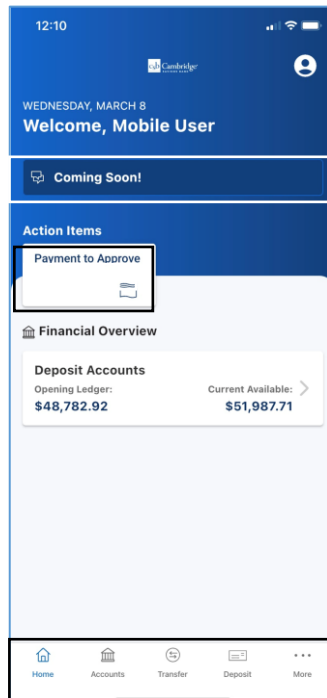 12:10
Cambridge
WEDNESDAY, MARCH 8
Welcome, Mobile User
Coming Soon!
Action Items
Payment to Approve
Financial Overview
Deposit Accounts
Opening Ledger: Current Available:
$48,782.92 $51,987.71
Home Accounts Transfer Deposit More